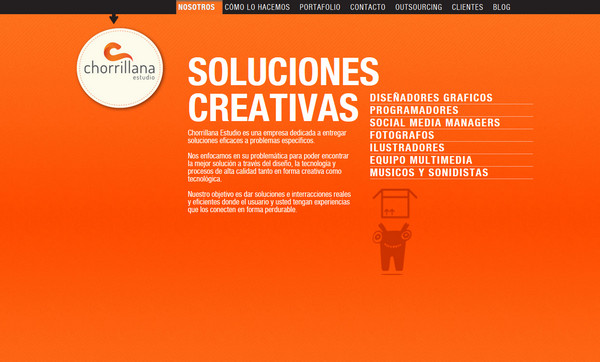 NOSOTROS CÓMO LO HACEMOS PORTAFOLIO CONTACTO OUTSOURCING CLIENTES BLOG
chorrillana
estudio
SOLUCIONES
CREATIVAS
Chorrillana Estudio es una empresa dedicada a entregar
soluciones eficaces a problemas específicos.
Nos enfocamos en su problemática para poder encontrar
la mejor solución a través del diseño, la tecnología y
procesos de alta calidad tanto en forma creativa como
tecnológica.
Nuestro objetivo es dar soluciones e interracciones reales
y eficientes donde el usuario y usted tengan experiencias
que los conecten en forma perdurable.
DISEÑADORES GRAFICOS
PROGRAMADORES
SOCIAL MEDIA MANAGERS
FOTOGRAFOS
ILUSTRADORES
EQUIPO MULTIMEDIA
MUSICOS Y SONIDISTAS